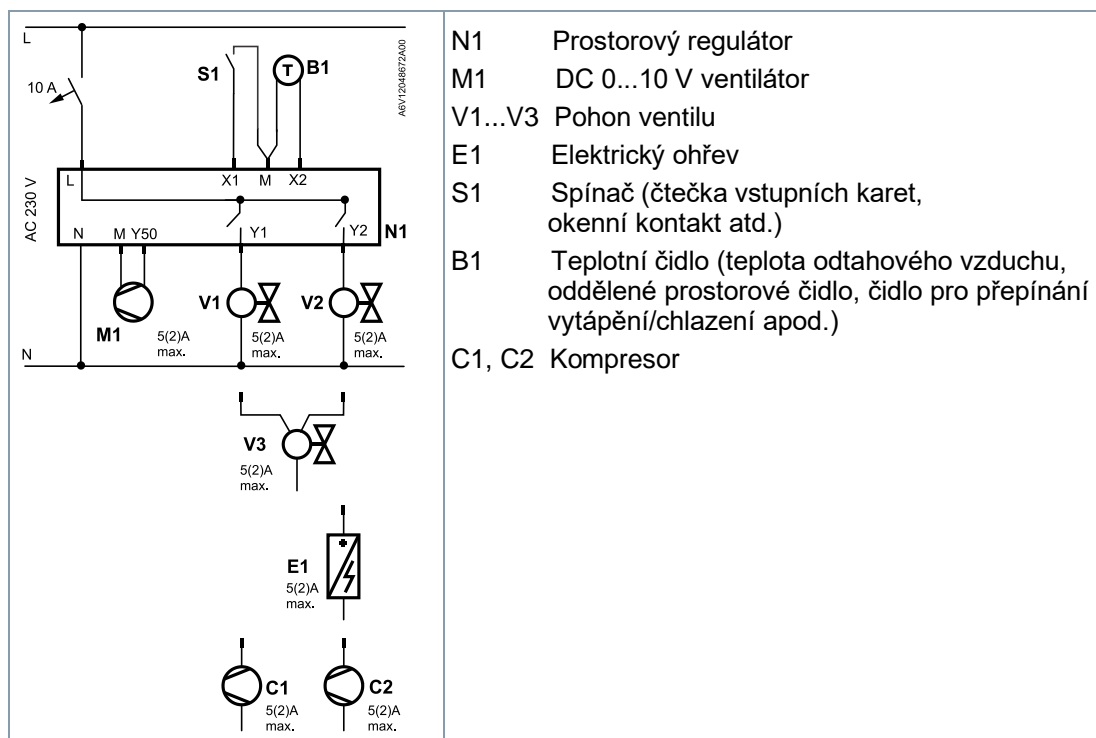 L
10 A
S1
T
B1
A6V12048672A00
AC 230 V
L
X1
M
X2
N
M Y50
Y1
Y2
N1
M1
5(2)A
max.
V1
5(2)A
max.
V2
5(2)A
max.
N
V3
5(2)A
max.
E1
5(2)A
max.
C1
5(2)A
max.
C2
5(2)A
max.
N1 Prostorový regulátor
M1 DC 0...10 V ventilátor
V1...V3 Pohon ventilu
E1 Elektrický ohřev
S1 Spínač (čtečka vstupních karet,
okenní kontakt atd.)
B1 Teplotní čidlo (teplota odtahového vzduchu,
oddělené prostorové čidlo, čidlo pro přepínání
vytápění/chlazení apod.)
C1, C2 Kompresor